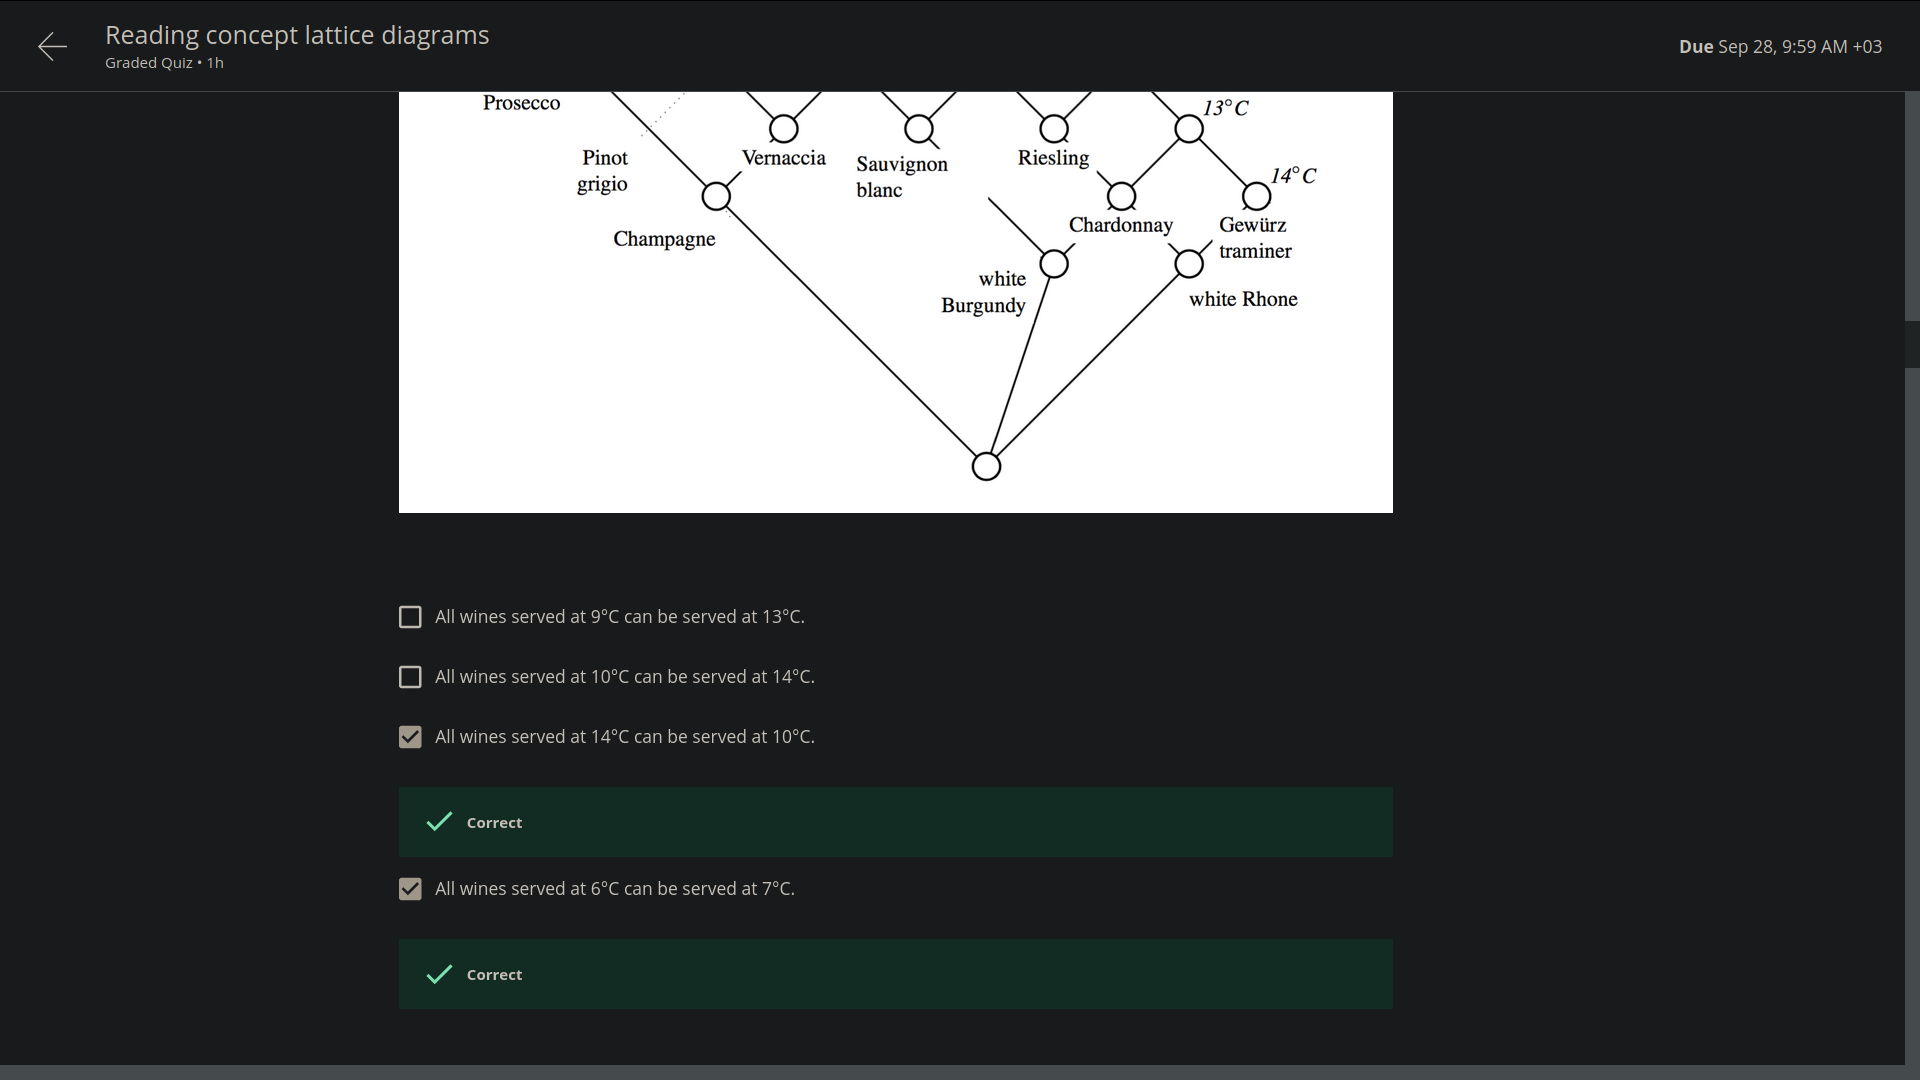 Reading concept lattice diagrams
Graded Quiz • 1h
Due Sep 28, 9:59 AM +03
Prosecco
13°C
Pinot
grigio
Vernaccia
Sauvignon
blanc
Riesling
14°C
Champagne
Chardonnay
Gewürz
traminer
white
Burgundy
white Rhone
All wines served at 9°C can be served at 13°C.
All wines served at 10°C can be served at 14°C.
All wines served at 14°C can be served at 10°C.
Correct
All wines served at 6°C can be served at 7°C.
Correct